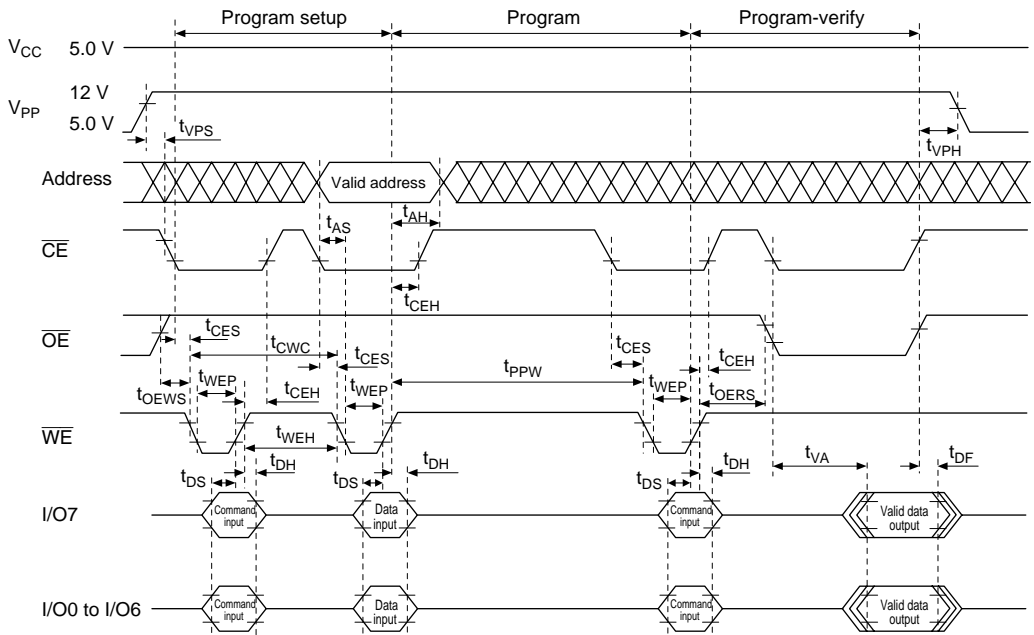 Program setup Program Program-verify
VCC 5.0 V
VPP 12 V
5.0 V
tVPS tVPH
Address Valid address
tAS tAH
CE
tCEH
OE
tCES tCWC tCES tCES tCEH
tOEWS tWEP tCEH tWEP tPPW tWEP tOERS
WE
tWEH tVA
tDS tDH tDS tDH tDS tDH tDF
I/O7 Command input Data input Command input Valid data output
I/O0 to I/O6 Command input Data input Command input Valid data output